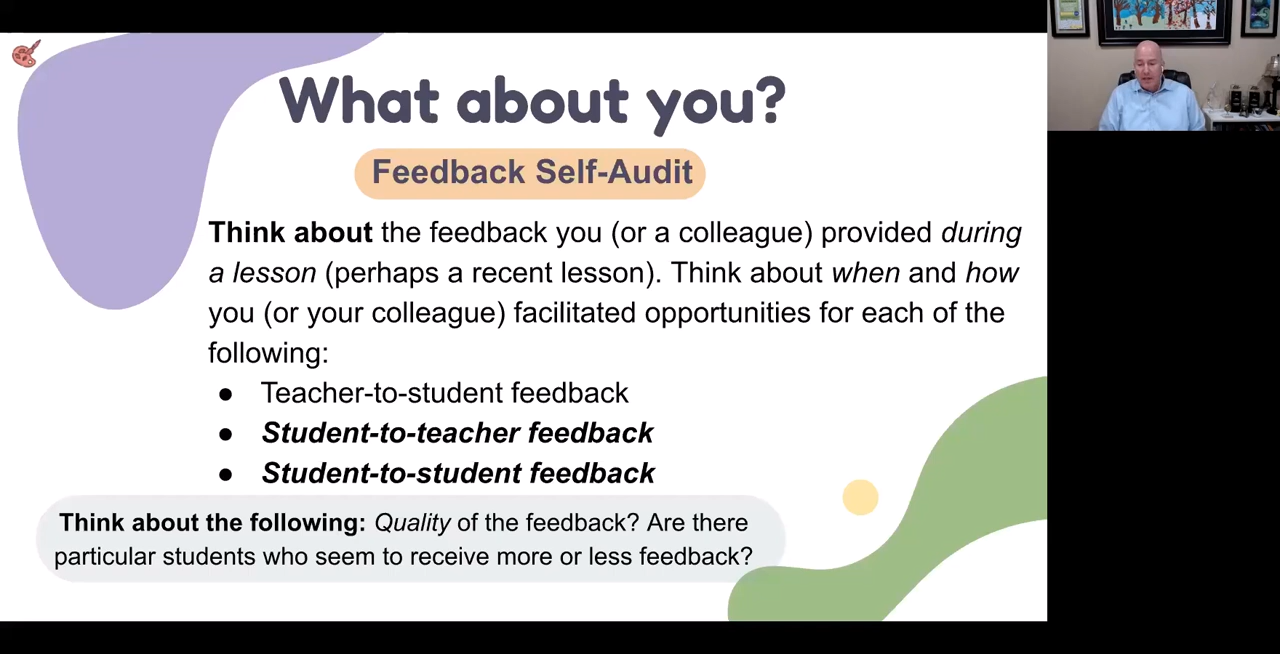 What about you?
Feedback Self-Audit
Think about the feedback you (or a colleague) provided during
a lesson (perhaps a recent lesson). Think about when and how
you (or your colleague) facilitated opportunities for each of the
following:
● Teacher-to-student feedback
● Student-to-teacher feedback
● Student-to-student feedback
Think about the following: Quality of the feedback? Are there
particular students who seem to receive more or less feedback?